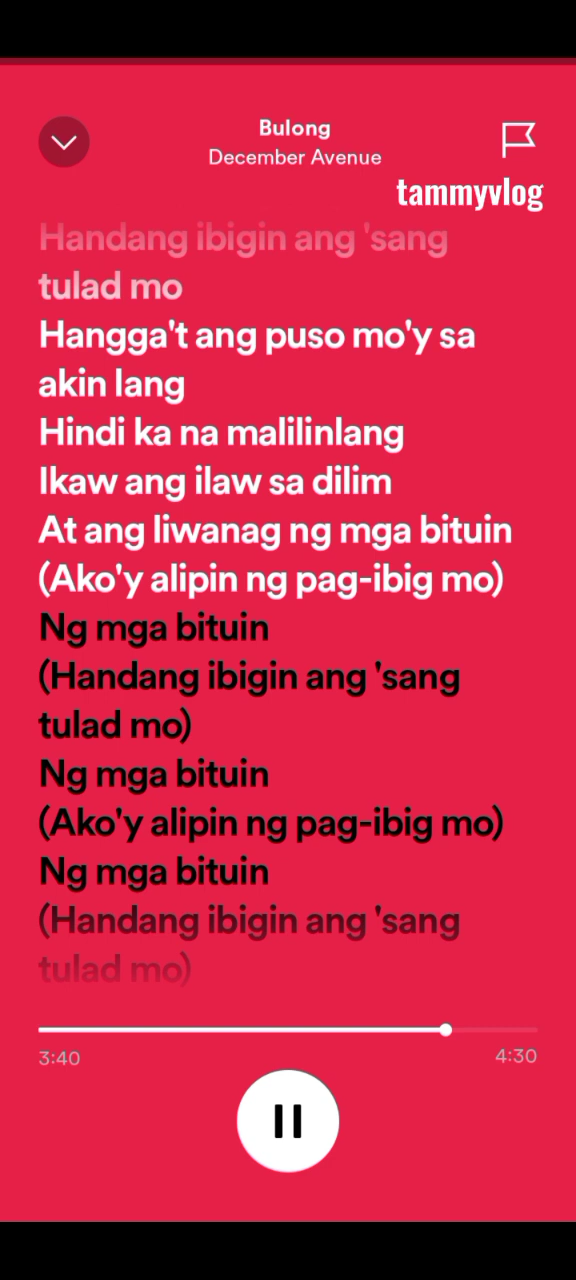 Bulong
December Avenue
tammyvlog
Handang ibigin ang 'sang
tulad mo
Hangga't ang puso mo'y sa
akin lang
Hindi ka na malilinlang
Ikaw ang ilaw sa dilim
At ang liwanag ng mga bituin
(Ako'y alipin ng pag-ibig mo)
Ng mga bituin
(Handang ibigin ang 'sang
tulad mo)
Ng mga bituin
(Ako'y alipin ng pag-ibig mo)
Ng mga bituin
(Handang ibigin ang 'sang
tulad mo)
3:40
4:30